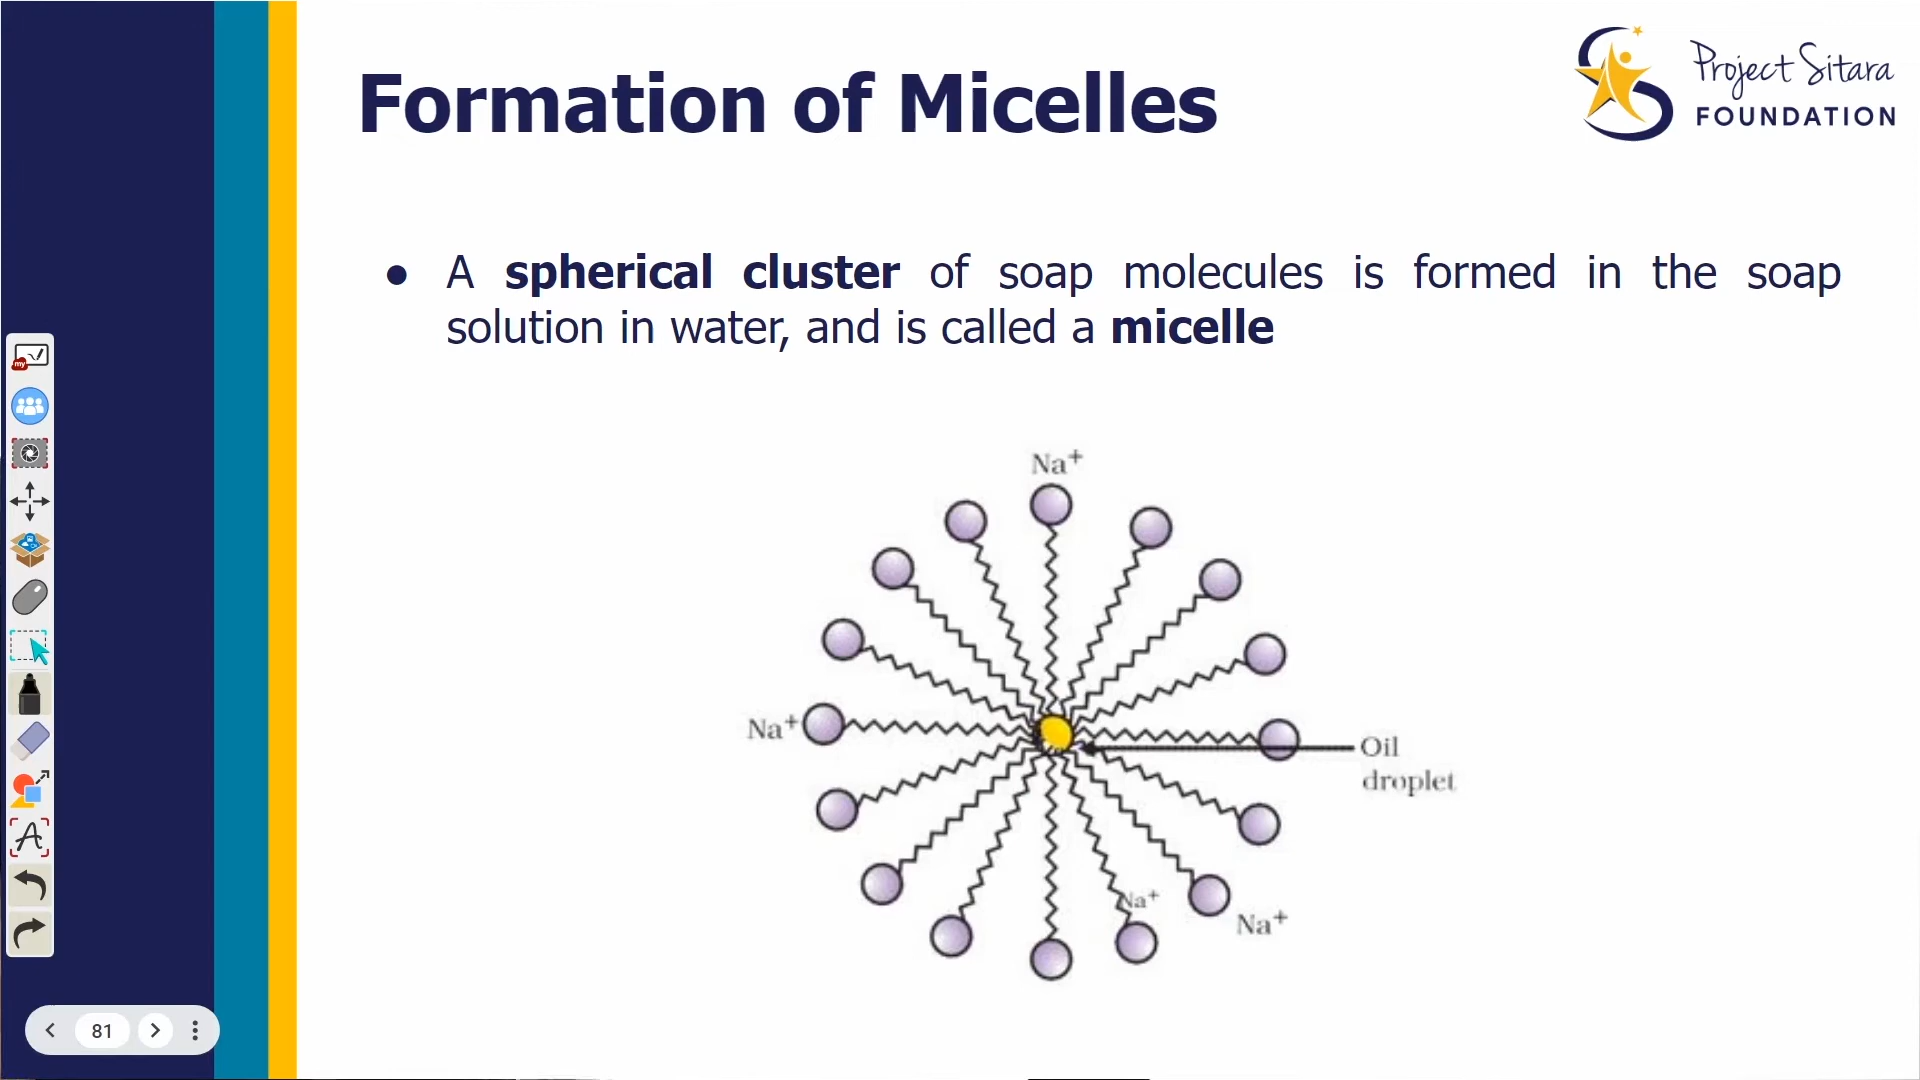 Formation of Micelles
Project Sitara
FOUNDATION
● A spherical cluster of soap molecules is formed in the soap
solution in water, and is called a micelle
Na+
Na+
Oil
droplet
Na+
Na+
my
A
81